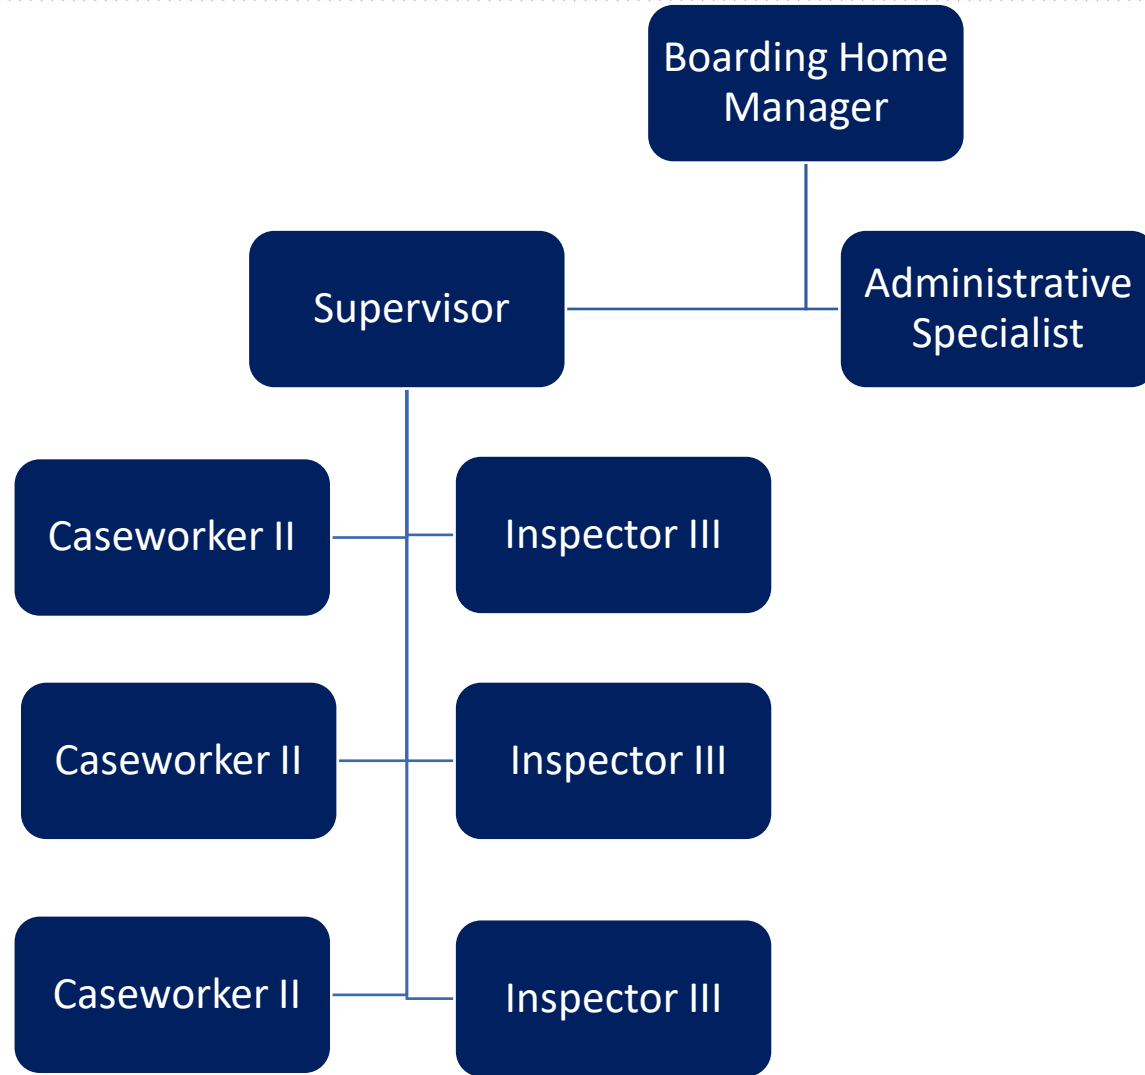 Boarding Home
Manager
Supervisor
Administrative
Specialist
Caseworker II
Inspector III
Caseworker II
Inspector III
Caseworker II
Inspector III